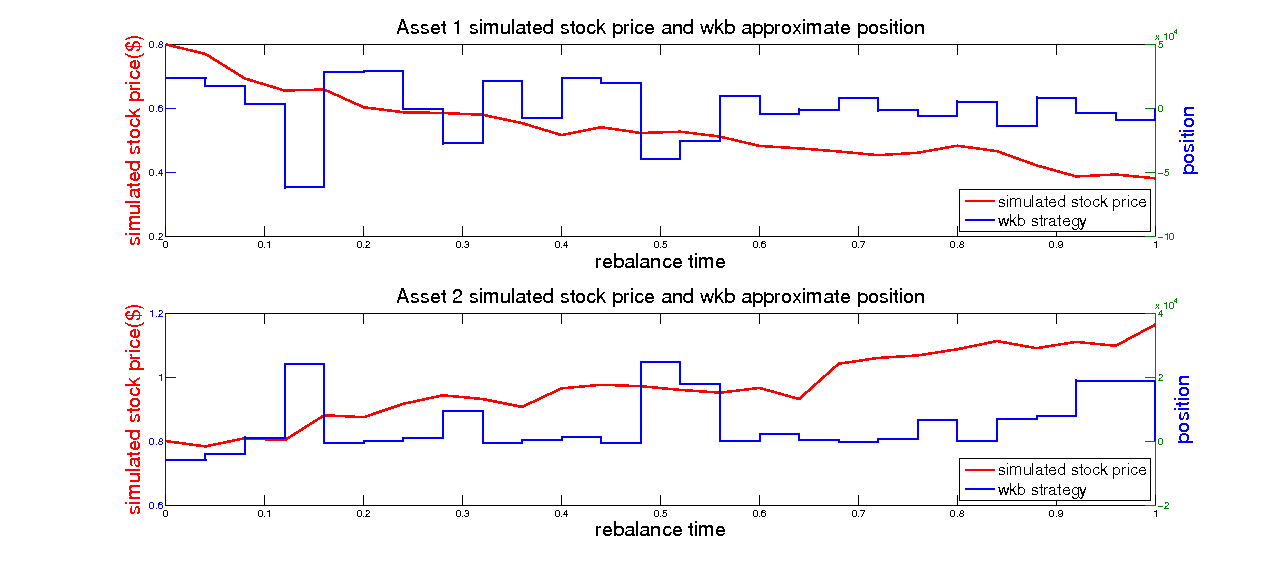 Asset 1 simulated stock price and wkb approximate position
simulated stock price($)
0.8
0.6
0.4
0.2
x 10^4
5
0
-5
-10
position
simulated stock price
wkb strategy
0 0.1 0.2 0.3 0.4 0.5 0.6 0.7 0.8 0.9 1
rebalance time
Asset 2 simulated stock price and wkb approximate position
simulated stock price($)
1.2
1
0.8
0.6
x 10^4
4
2
0
-2
position
simulated stock price
wkb strategy
0 0.1 0.2 0.3 0.4 0.5 0.6 0.7 0.8 0.9 1
rebalance time